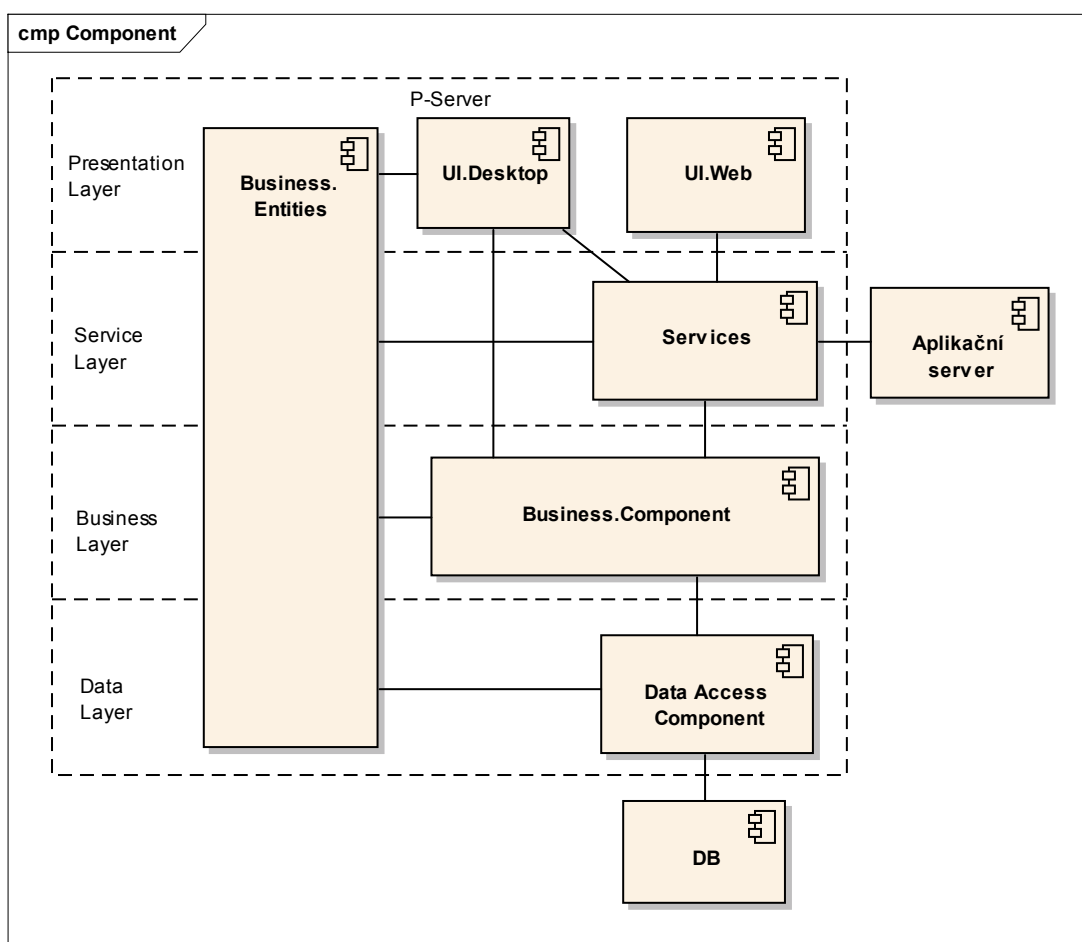 cmp Component
P-Server
Presentation
Layer
Business.
Entities
UI.Desktop
UI.Web
Service
Layer
Services
Aplikační
server
Business
Layer
Business.Component
Data
Layer
Data Access
Component
DB